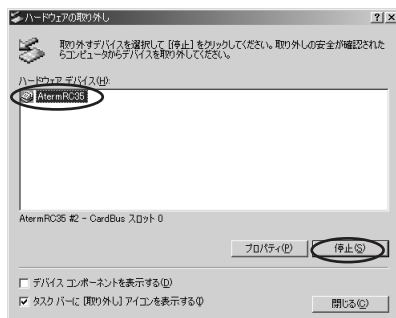 ハードウェアの取り外し
取り外すデバイスを選択して [停止] をクリックしてください。取り外しの安全が確認された
らコンピュータからデバイスを取り外してください。
ハードウェア デバイス(H):
AtermRC35
AtermRC35 #2 - CardBus スロット 0
プロパティ(P)
停止(S)
デバイス コンポーネントを表示する(D)
タスク バーに [取り外し] アイコンを表示する(I)
閉じる(C)